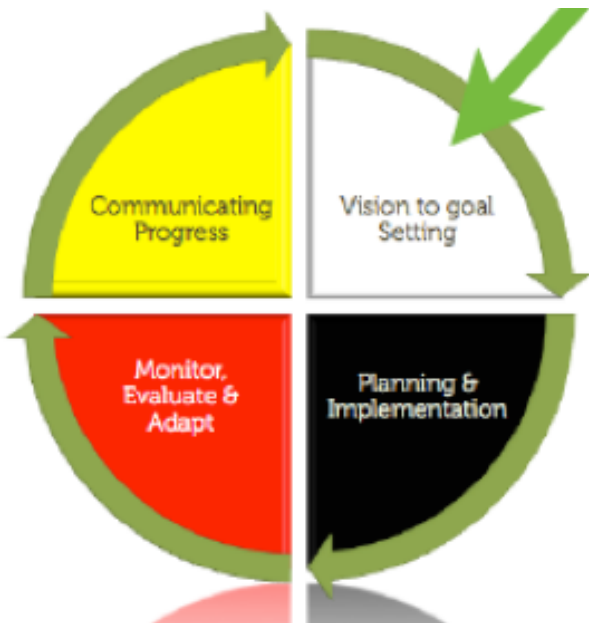 Communicating
Progress
Vision to goal
Setting
Monitor,
Evaluate &
Adapt
Planning &
Implementation